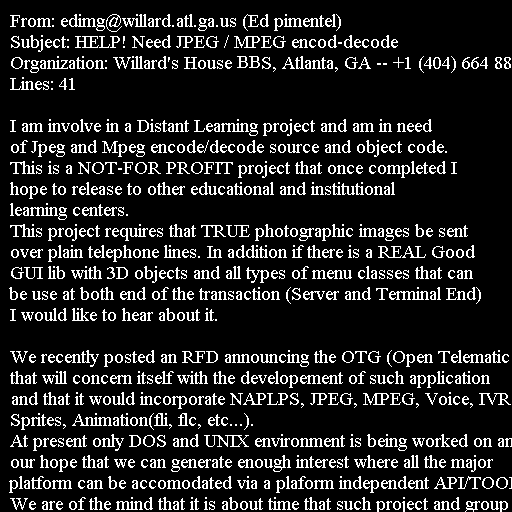 From: edimg@willard.atl.ga.us (Ed pimentel)
Subject: HELP! Need JPEG / MPEG encod-decode
Organization: Willard's House BBS, Atlanta, GA -- +1 (404) 664 88
Lines: 41

I am involve in a Distant Learning project and am in need
of Jpeg and Mpeg encode/decode source and object code.
This is a NOT-FOR PROFIT project that once completed I
hope to release to other educational and institutional
learning centers.
This project requires that TRUE photographic images be sent
over plain telephone lines. In addition if there is a REAL Good
GUI lib with 3D objects and all types of menu classes that can
be use at both end of the transaction (Server and Terminal End)
I would like to hear about it.

We recently posted an RFD announcing the OTG (Open Telematic
that will concern itself with the developement of such application
and that it would incorporate NAPLPS, JPEG, MPEG, Voice, IVR
Sprites, Animation(fli, flc, etc...).
At present only DOS and UNIX environment is being worked on an
our hope that we can generate enough interest where all the major
platform can be accomodated via a plaform independent API/TOO
We are of the mind that it is about time that such project and group